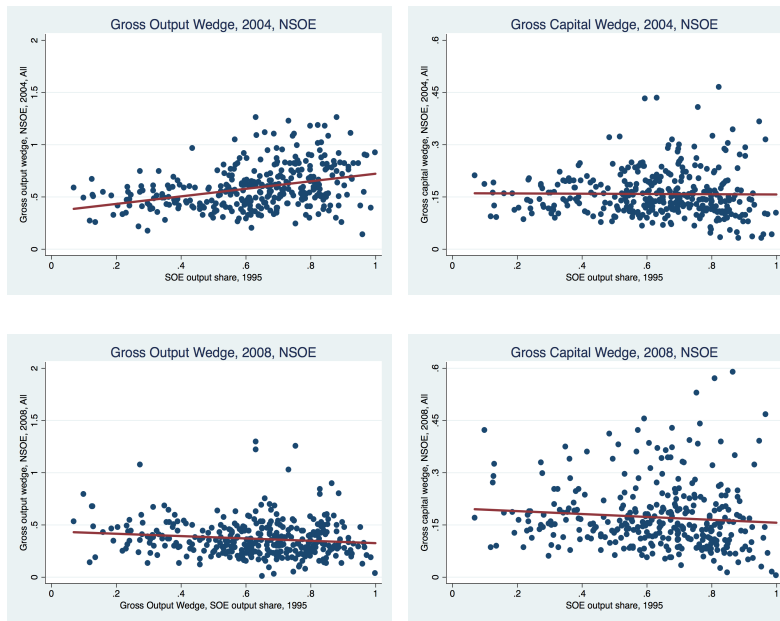 Gross Output Wedge, 2004, NSOE
Gross output wedge, NSOE, 2004, All
0 .5 1 1.5 2
0 .2 .4 .6 .8 1
SOE output share, 1995
Gross Capital Wedge, 2004, NSOE
Gross capital wedge, NSOE, 2004, All
0 .15 .3 .45 .6
0 .2 .4 .6 .8 1
SOE output share, 1995
Gross Output Wedge, 2008, NSOE
Gross output wedge, NSOE, 2008, All
0 .5 1 1.5 2
0 .2 .4 .6 .8 1
Gross Output Wedge, SOE output share, 1995
Gross Capital Wedge, 2008, NSOE
Gross capital wedge, NSOE, 2008, All
0 .15 .3 .45 .6
0 .2 .4 .6 .8 1
SOE output share, 1995